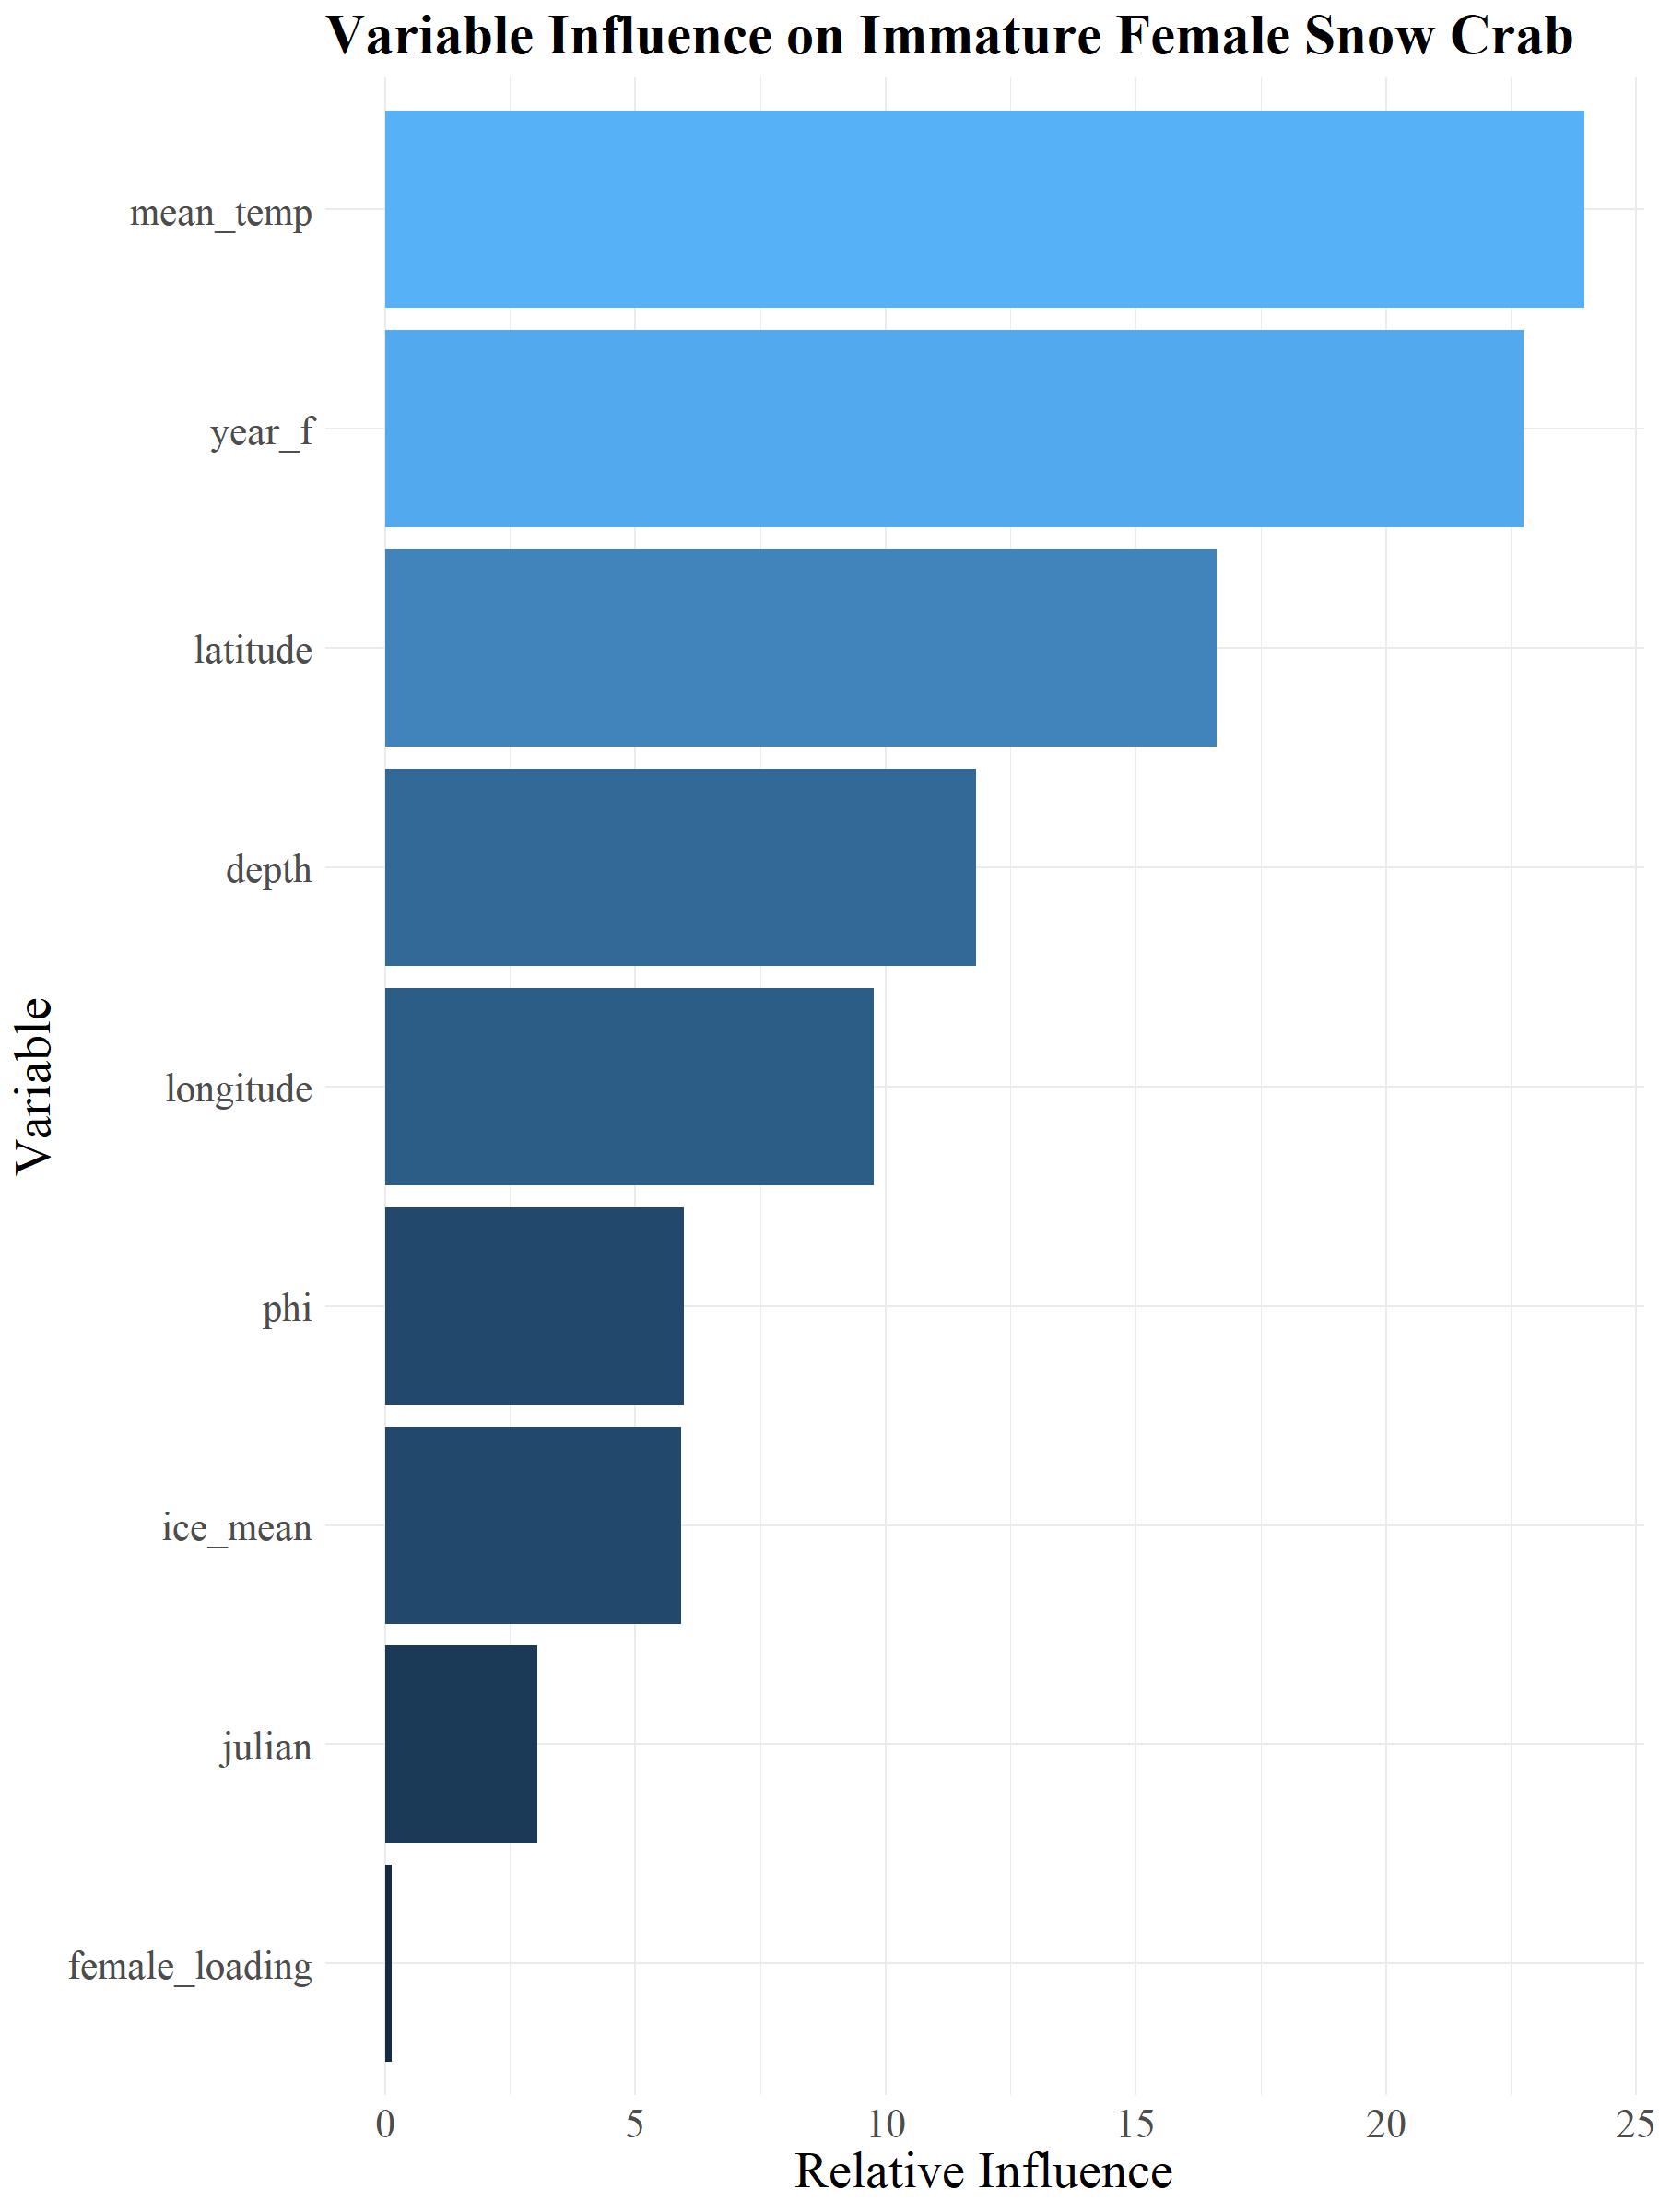 Variable Influence on Immature Female Snow Crab
mean_temp
year_f
latitude
depth
longitude
phi
ice_mean
julian
female_loading
Variable
0 5 10 15 20 25
Relative Influence